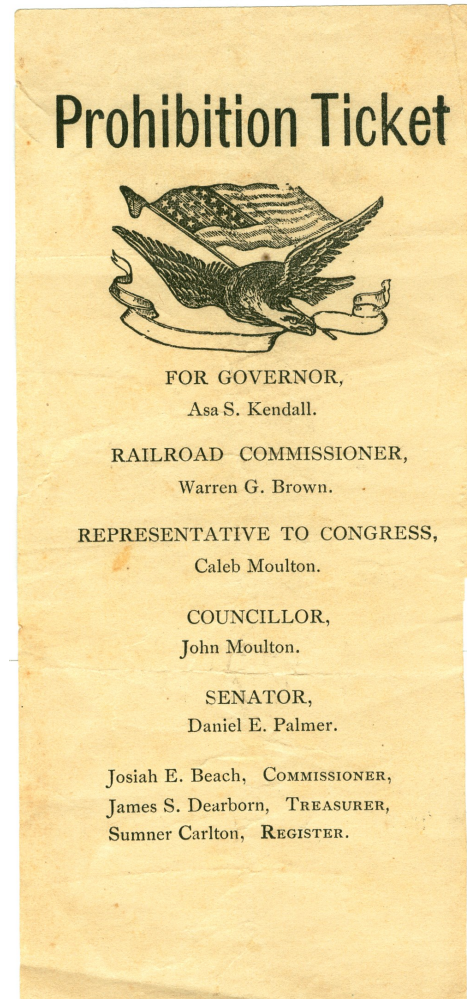 Prohibition Ticket
FOR GOVERNOR,
Asa S. Kendall.
RAILROAD COMMISSIONER,
Warren G. Brown.
REPRESENTATIVE TO CONGRESS,
Caleb Moulton.
COUNCILLOR,
John Moulton.
SENATOR,
Daniel E. Palmer.
Josiah E. Beach, COMMISSIONER,
James S. Dearborn, TREASURER,
Sumner Carlton, REGISTER.